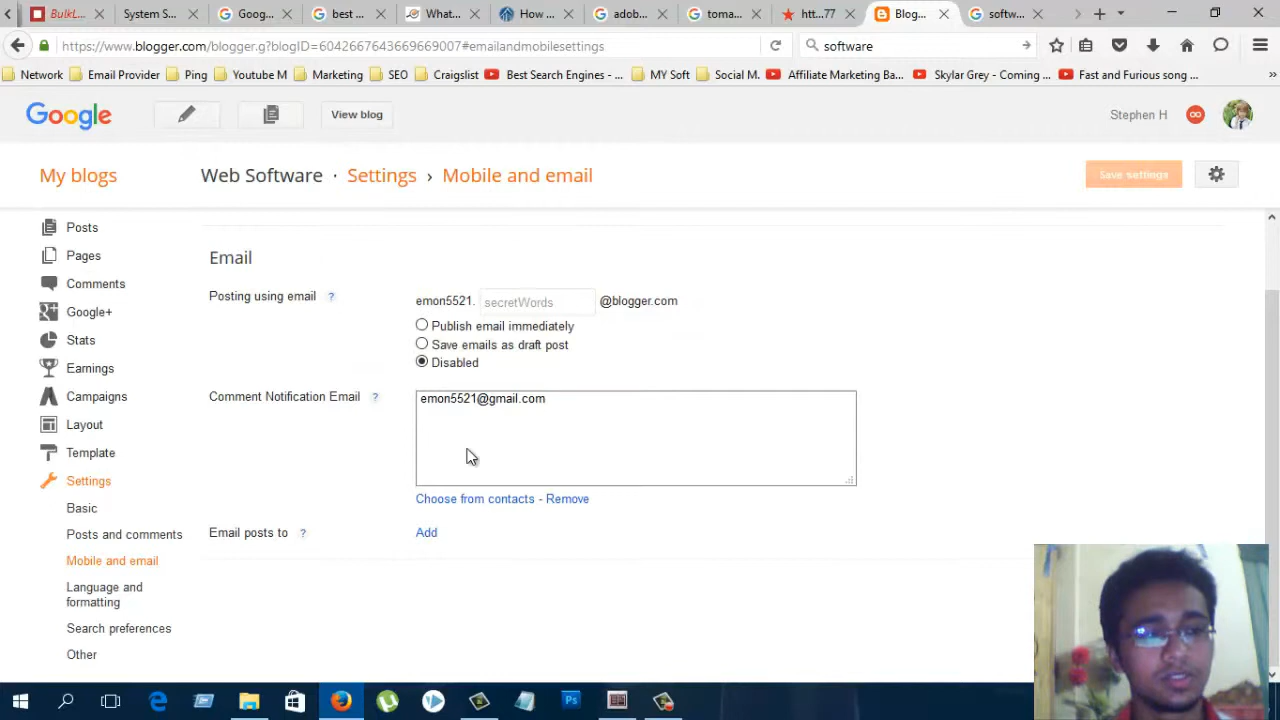 BulkL...
System S...
Goog...
best ...
What...
How ...
adob...
toma...
htt...77
Blog...
softw...
https://www.blogger.com/blogger.g?blogID=6042667643669669007#emailandmobilesettings
software
Network
Email Provider
Ping
Youtube M
Marketing
SEO
Craigslist
Best Search Engines - ...
MY Soft
Social M.
Affiliate Marketing Ba...
Skylar Grey - Coming ...
Fast and Furious song ...
Google
View blog
Stephen H
My blogs
Web Software · Settings › Mobile and email
Save settings
Posts
Pages
Comments
Google+
Stats
Earnings
Campaigns
Layout
Template
Settings
Basic
Posts and comments
Mobile and email
Language and
formatting
Search preferences
Other
Email
Posting using email ?
emon5521. secretWords @blogger.com
Publish email immediately
Save emails as draft post
Disabled
Comment Notification Email ?
emon5521@gmail.com
Choose from contacts - Remove
Email posts to ?
Add
Ps